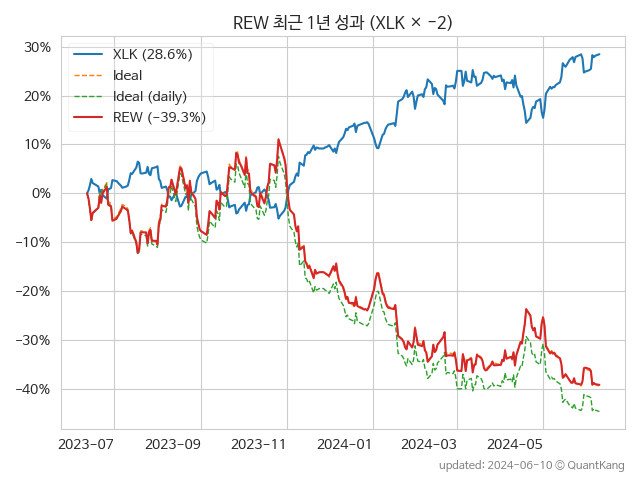 REW 최근 1년 성과 (XLK × −2)
30%
20%
10%
0%
−10%
−20%
−30%
−40%
XLK (28.6%)
Ideal
Ideal (daily)
REW (−39.3%)
2023-07
2023-09
2023-11
2024-01
2024-03
2024-05
updated: 2024-06-10 © QuantKang